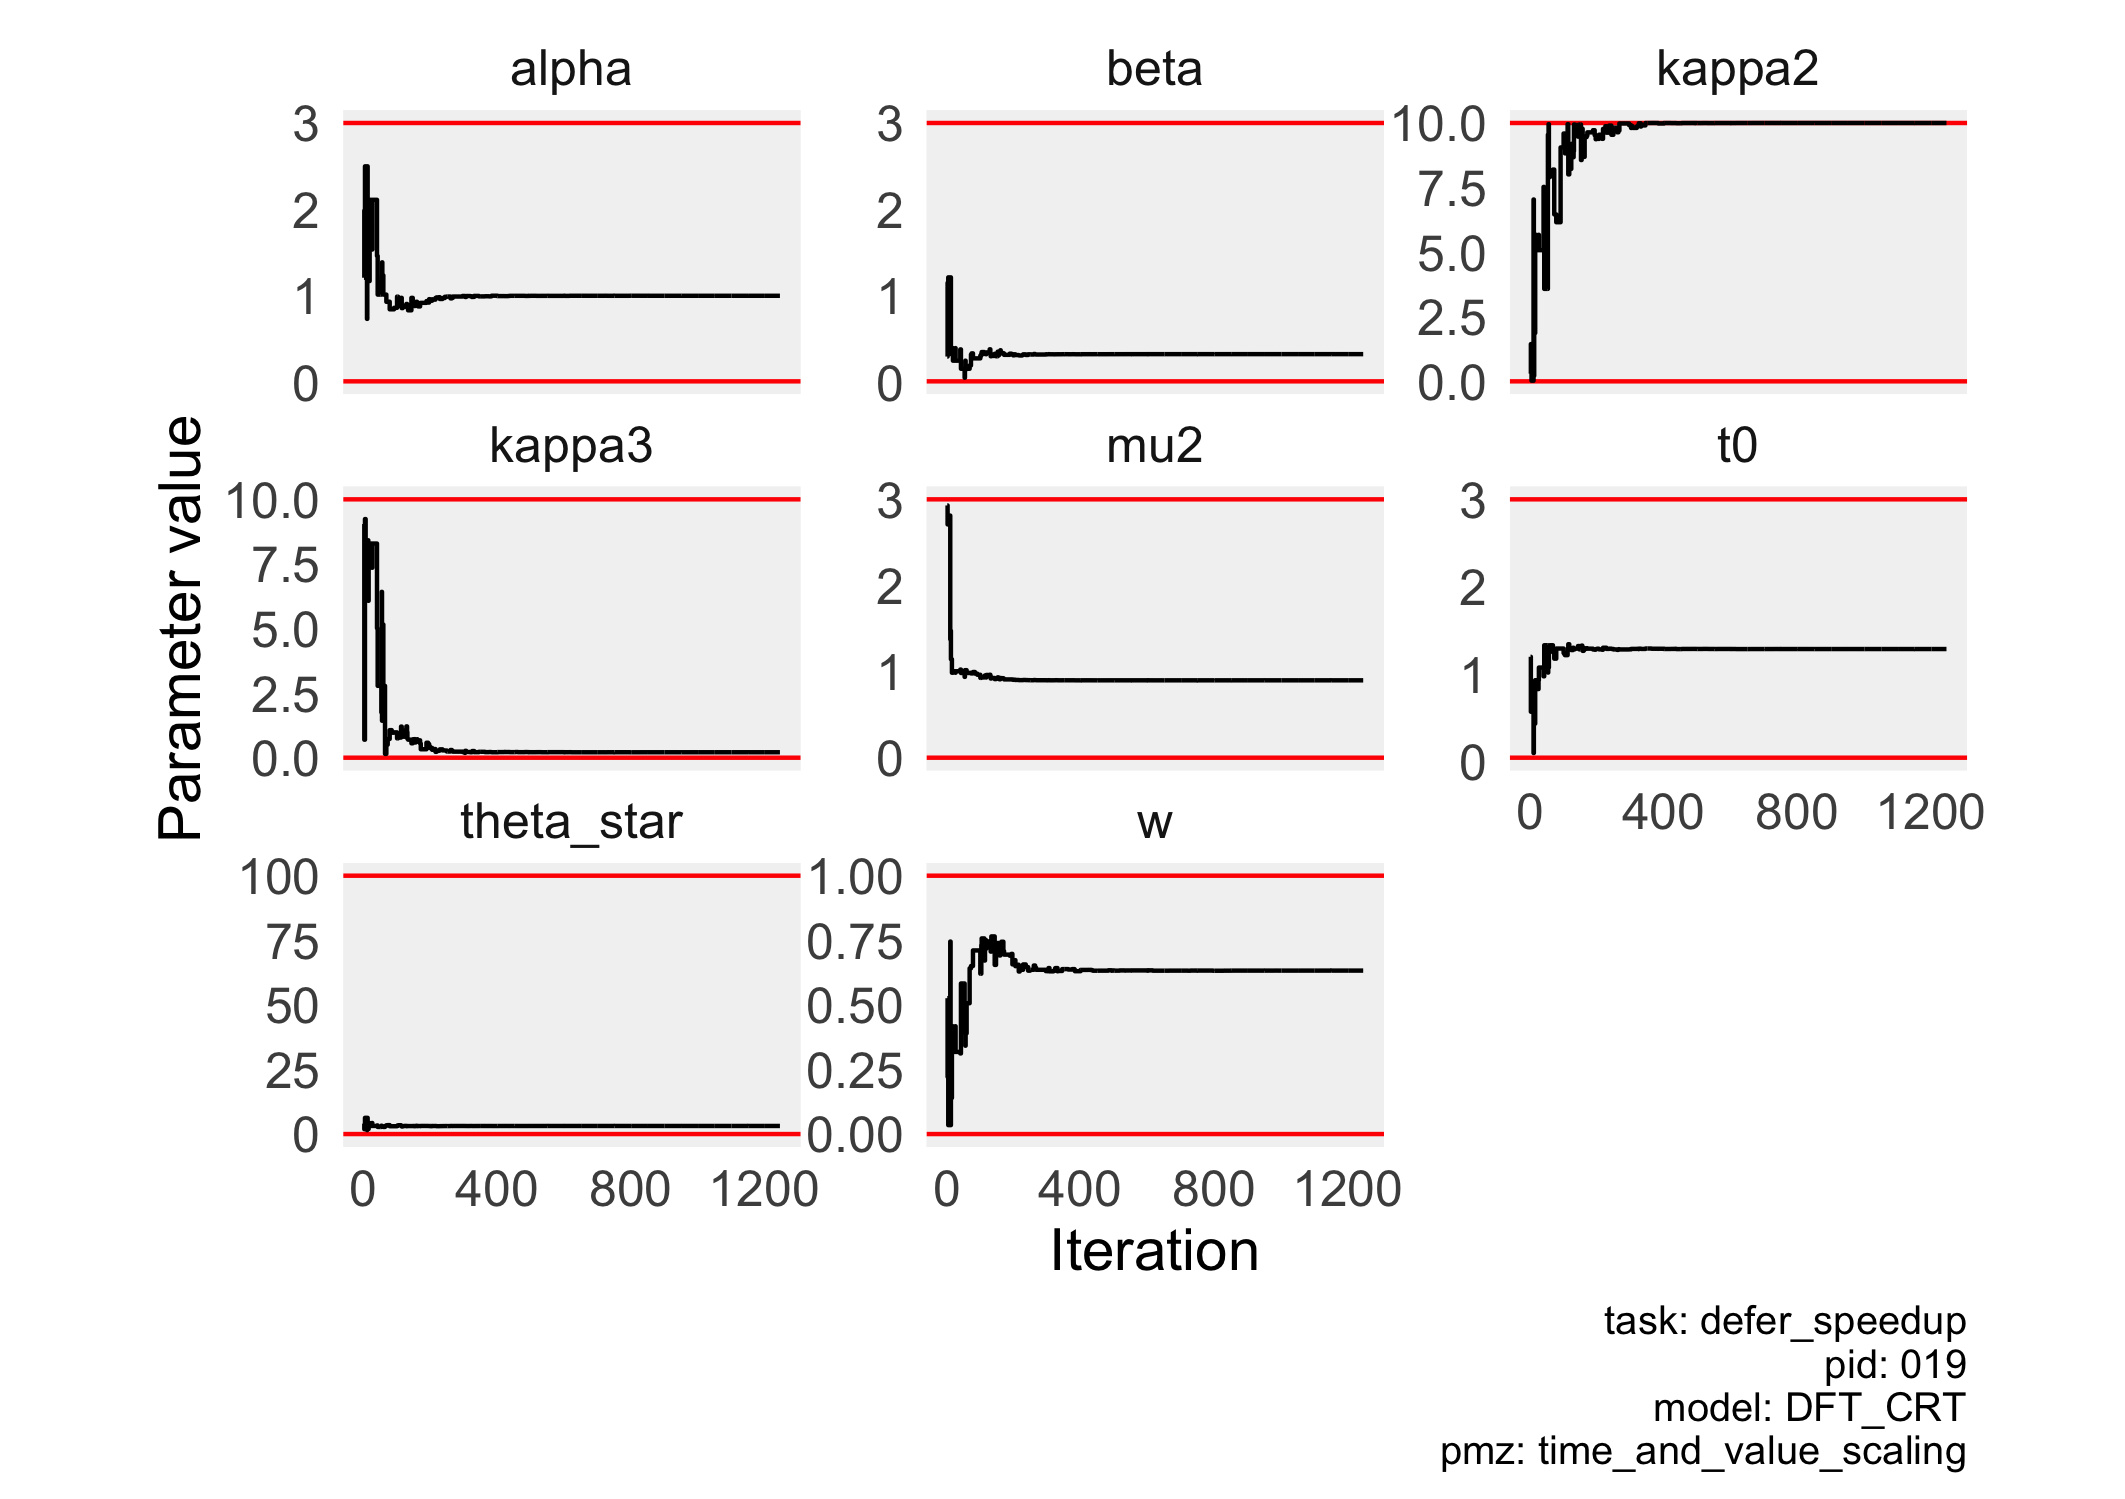 alpha
beta
kappa2
3
2
1
0
3
2
1
0
10.0
7.5
5.0
2.5
0.0
kappa3
mu2
t0
10.0
7.5
5.0
2.5
0.0
3
2
1
0
3
2
1
0
0 400 800 1200
theta_star
w
100
75
50
25
0
1.00
0.75
0.50
0.25
0.00
0 400 800 1200
0 400 800 1200
Parameter value
Iteration
task: defer_speedup
pid: 019
model: DFT_CRT
pmz: time_and_value_scaling